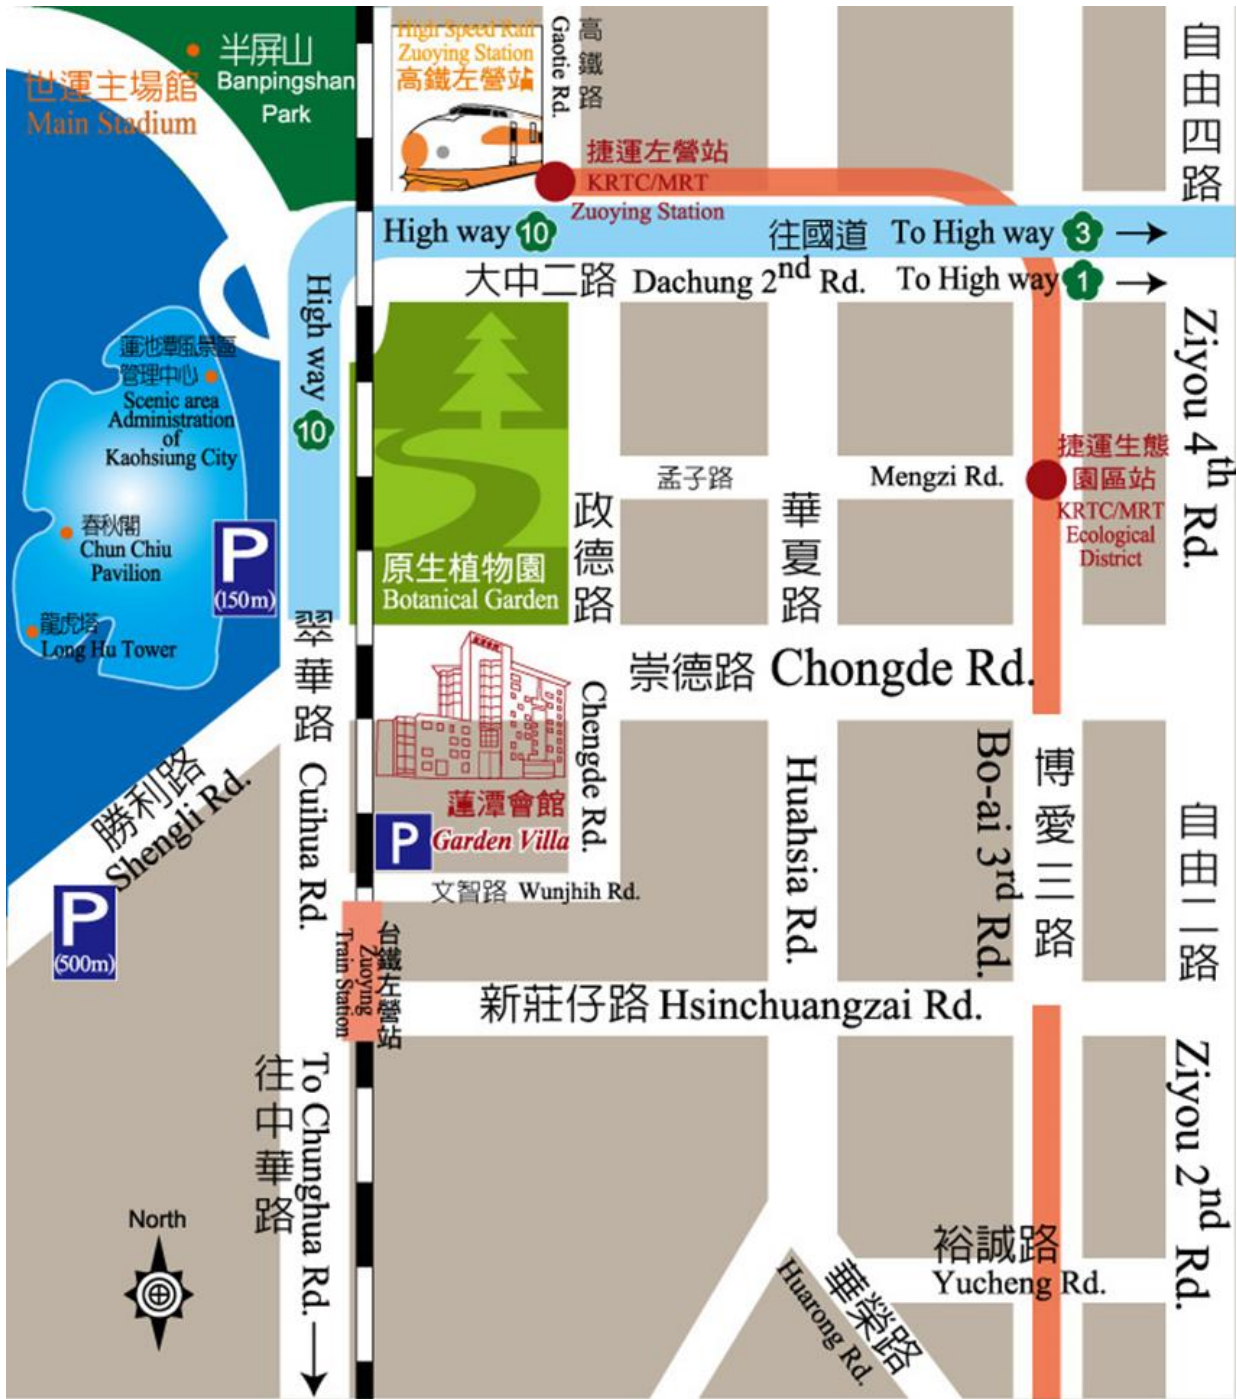 半屏山
Banpingshan
Park
世運主場館
Main Stadium
High Speed Rail
Zuoying Station
高鐵左營站
Gaotie Rd.
高鐵路
捷運左營站
KRTC/MRT
Zuoying Station
自由四路
High way 10
往國道 To High way 3
大中二路 Dachung 2nd Rd. To High way 1
High way 10
Ziyou 4th Rd.
蓮池潭風景區
管理中心
Scenic area
Administration
of
Kaohsiung City
春秋閣
Chun Chiu
Pavilion
龍虎塔
Long Hu Tower
P
(150m)
原生植物園
Botanical Garden
政德路
孟子路 Mengzi Rd.
華夏路
捷運生態
園區站
KRTC/MRT
Ecological
District
翠華路 Cuihua Rd.
崇德路 Chongde Rd.
Chengde Rd.
蓮潭會館
P Garden Villa
Huahsia Rd.
Bo-ai 3rd Rd.
博愛三路
自由二路
勝利路
Shengli Rd.
P
(500m)
文智路 Wunjhih Rd.
台鐵左營站
Zuoying
Train Station
新莊仔路 Hsinchuangzai Rd.
往中華路
To Chunghua Rd.
Ziyou 2nd Rd.
North
裕誠路
Yucheng Rd.
華榮路
Huarong Rd.